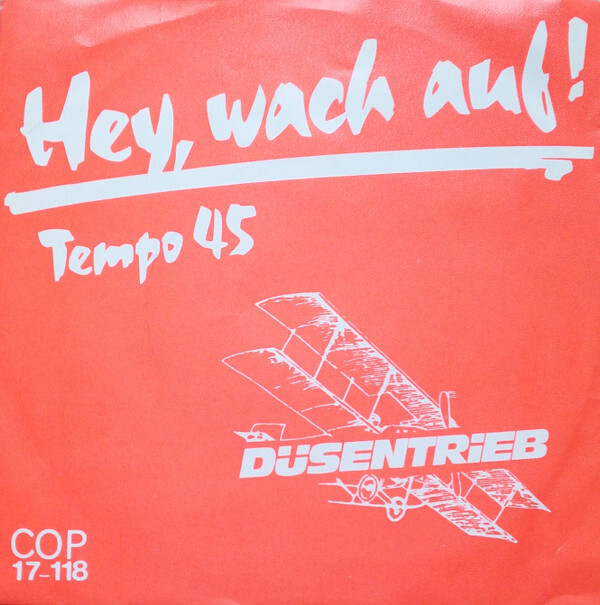 Hey, wach auf!
Tempo 45
DÜSENTRiEB
COP
17-118